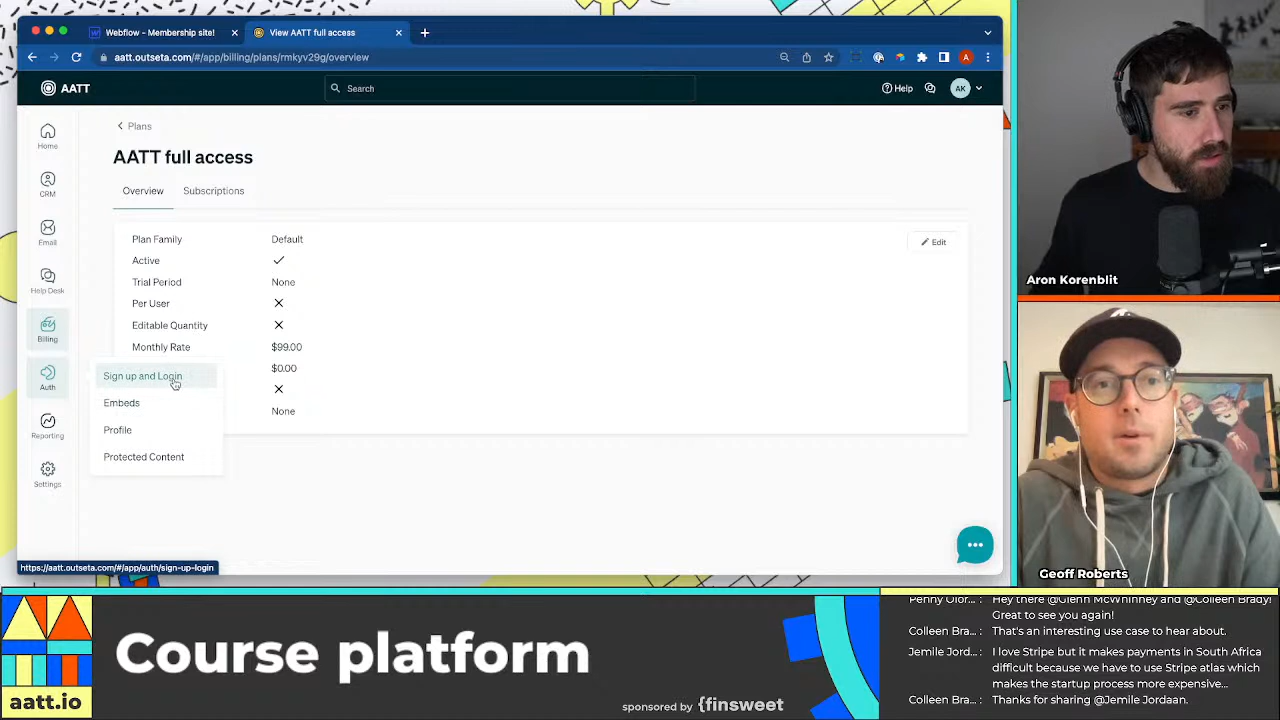 Webflow - Membership site!
View AATT full access
aatt.outseta.com/#/app/billing/plans/rmkyv29g/overview
A
AATT
Search
Help
AK
Home
CRM
Email
Help Desk
Billing
Auth
Reporting
Settings
Plans
AATT full access
Overview
Subscriptions
Plan Family
Default
Edit
Active
Trial Period
None
Per User
Editable Quantity
Monthly Rate
$99.00
$0.00
None
Sign up and Login
Embeds
Profile
Protected Content
https://aatt.outseta.com/#/app/auth/sign-up-login
Aron Korenblit
Geoff Roberts
aatt.io
Course platform
sponsored by {finsweet
Hey there @Glenn McWhinney and @Colleen Brady!
Great to see you again!
Colleen Bra... : That's an interesting use case to hear about.
Jemile Jord... : I love Stripe but it makes payments in South Africa
difficult because we have to use Stripe atlas which
makes the startup process more expensive...
Colleen Bra... : Thanks for sharing @Jemile Jordaan.